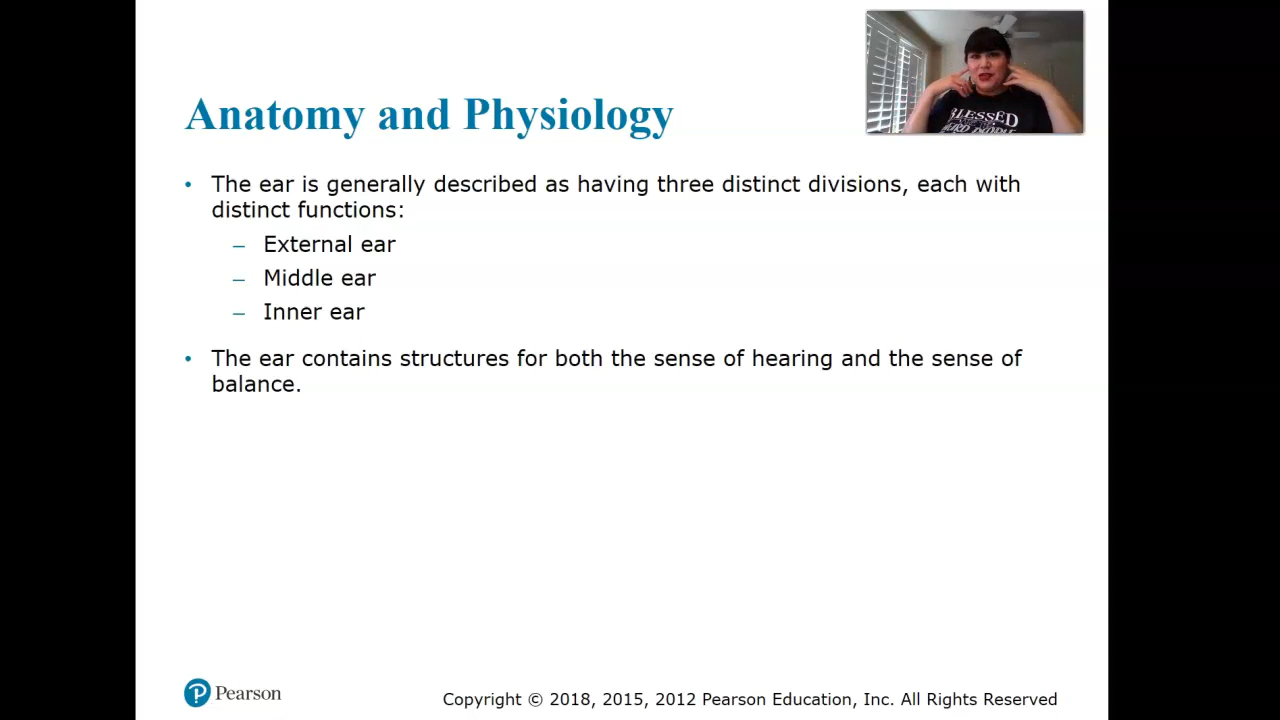 BLESSED
Anatomy and Physiology
• The ear is generally described as having three distinct divisions, each with
distinct functions:
– External ear
– Middle ear
– Inner ear
• The ear contains structures for both the sense of hearing and the sense of
balance.
Pearson
Copyright © 2018, 2015, 2012 Pearson Education, Inc. All Rights Reserved